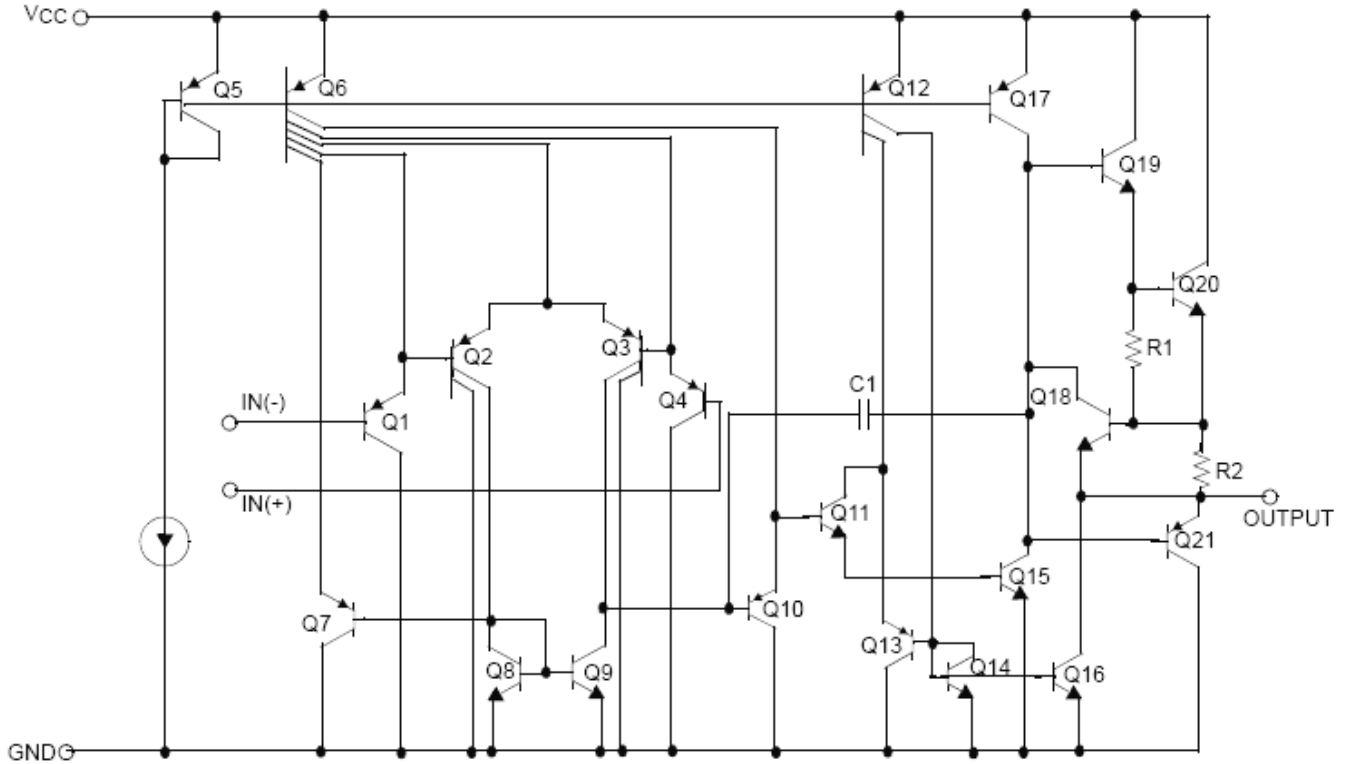 VCC
Q5
Q6
Q12
Q17
Q19
Q20
R1
Q2
Q3
Q4
C1
Q18
IN(-)
Q1
R2
IN(+)
Q11
OUTPUT
Q21
Q15
Q10
Q7
Q13
Q8
Q9
Q14
Q16
GND